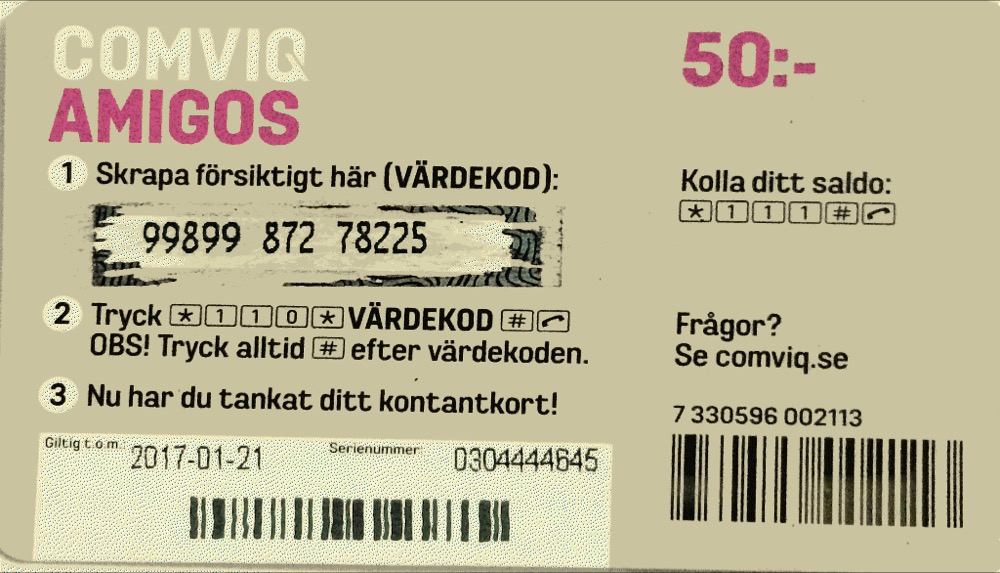 COMVIQ
AMIGOS
50:-
1 Skrapa försiktigt här (VÄRDEKOD):
99899 872 78225
Kolla ditt saldo:
*111#
2 Tryck *110*VÄRDEKOD #
OBS! Tryck alltid # efter värdekoden.
Frågor?
Se comviq.se
3 Nu har du tankat ditt kontantkort!
7 330596 002113
Giltig t.o.m. 2017-01-21 Serienummer 0304444645